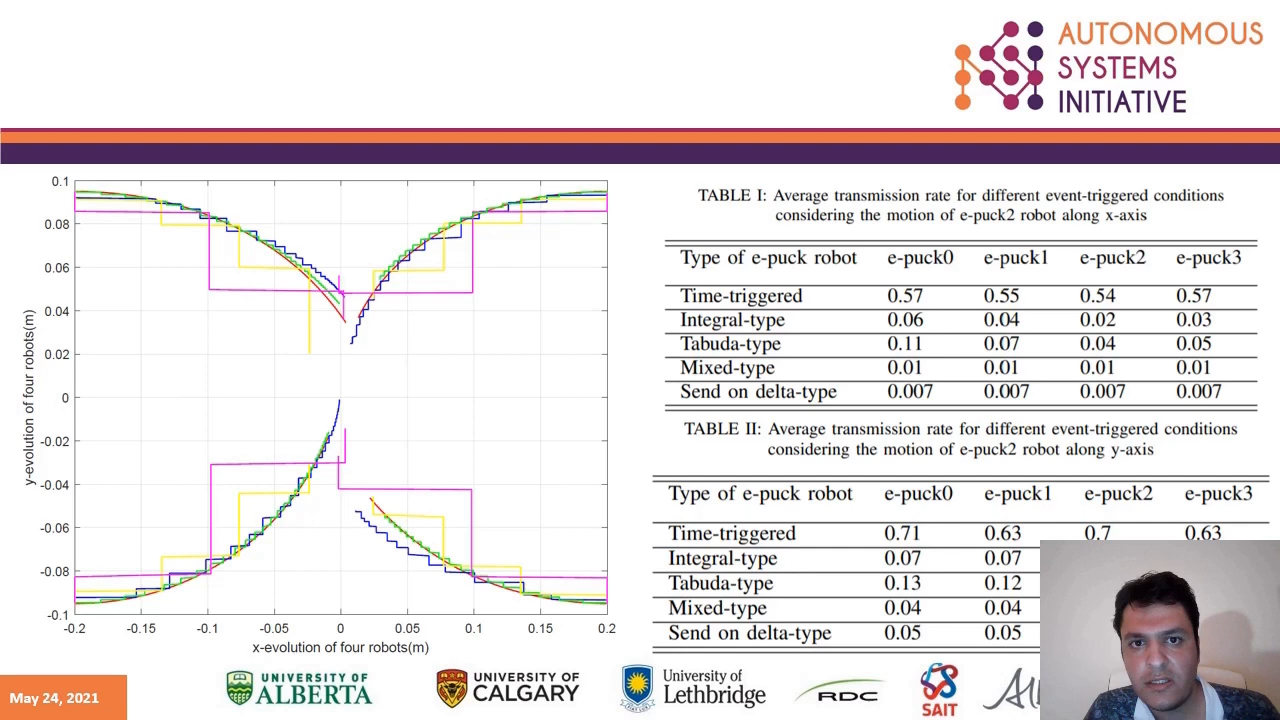 AUTONOMOUS
SYSTEMS
INITIATIVE
0.1
0.08
0.06
0.04
0.02
0
-0.02
-0.04
-0.06
-0.08
-0.1
-0.2
-0.15
-0.1
-0.05
0
0.05
0.1
0.15
0.2
y-evolution of four robots(m)
x-evolution of four robots(m)
TABLE I: Average transmission rate for different event-triggered conditions
considering the motion of e-puck2 robot along x-axis
Type of e-puck robot e-puck0 e-puck1 e-puck2 e-puck3
Time-triggered 0.57 0.55 0.54 0.57
Integral-type 0.06 0.04 0.02 0.03
Tabuda-type 0.11 0.07 0.04 0.05
Mixed-type 0.01 0.01 0.01 0.01
Send on delta-type 0.007 0.007 0.007 0.007
TABLE II: Average transmission rate for different event-triggered conditions
considering the motion of e-puck2 robot along y-axis
Type of e-puck robot e-puck0 e-puck1 e-puck2 e-puck3
Time-triggered 0.71 0.63 0.7 0.63
Integral-type 0.07 0.07
Tabuda-type 0.13 0.12
Mixed-type 0.04 0.04
Send on delta-type 0.05 0.05
May 24, 2021
UNIVERSITY OF
ALBERTA
UNIVERSITY OF
CALGARY
University of
Lethbridge
RDC
SAIT